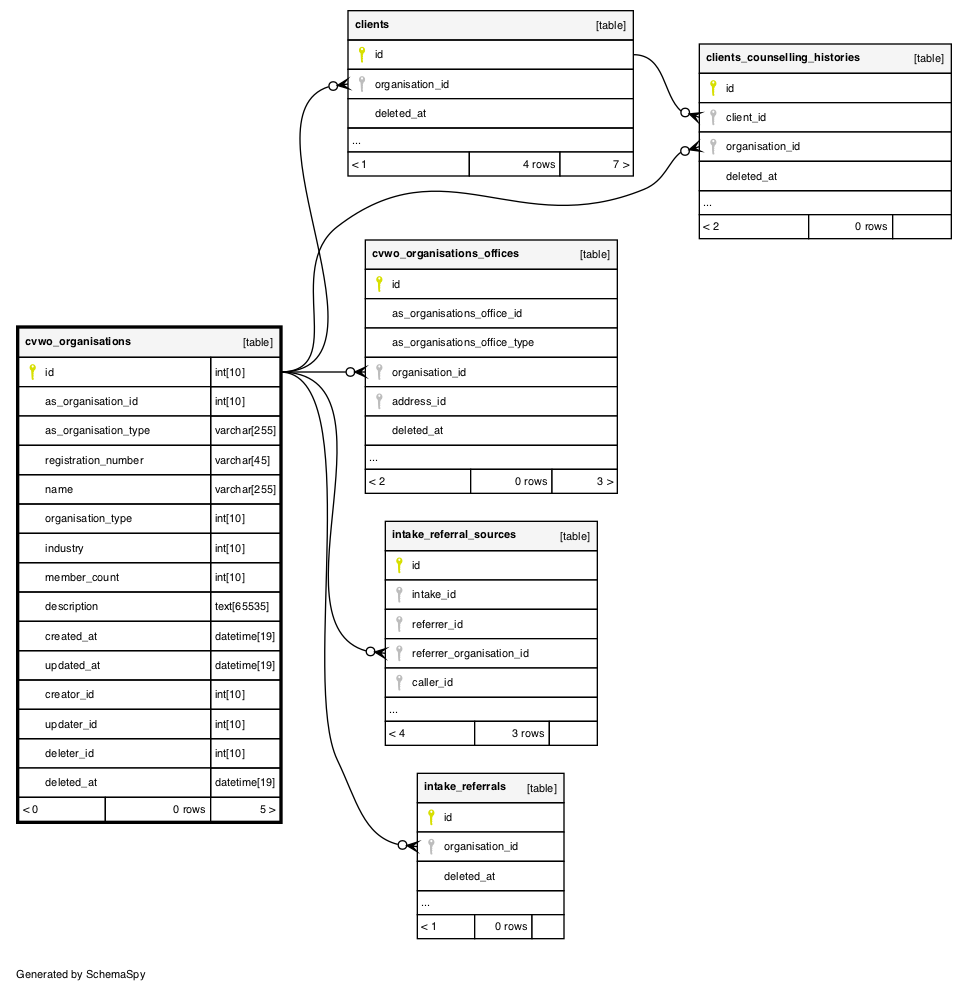 clients [table]
id
organisation_id
deleted_at
...
< 1 4 rows 7 >
clients_counselling_histories [table]
id
client_id
organisation_id
deleted_at
...
< 2 0 rows
cvwo_organisations_offices [table]
id
as_organisations_office_id
as_organisations_office_type
organisation_id
address_id
deleted_at
...
< 2 0 rows 3 >
cvwo_organisations [table]
id int[10]
as_organisation_id int[10]
as_organisation_type varchar[255]
registration_number varchar[45]
name varchar[255]
organisation_type int[10]
industry int[10]
member_count int[10]
description text[65535]
created_at datetime[19]
updated_at datetime[19]
creator_id int[10]
updater_id int[10]
deleter_id int[10]
deleted_at datetime[19]
< 0 0 rows 5 >
intake_referral_sources [table]
id
intake_id
referrer_id
referrer_organisation_id
caller_id
...
< 4 3 rows
intake_referrals [table]
id
organisation_id
deleted_at
...
< 1 0 rows
Generated by SchemaSpy